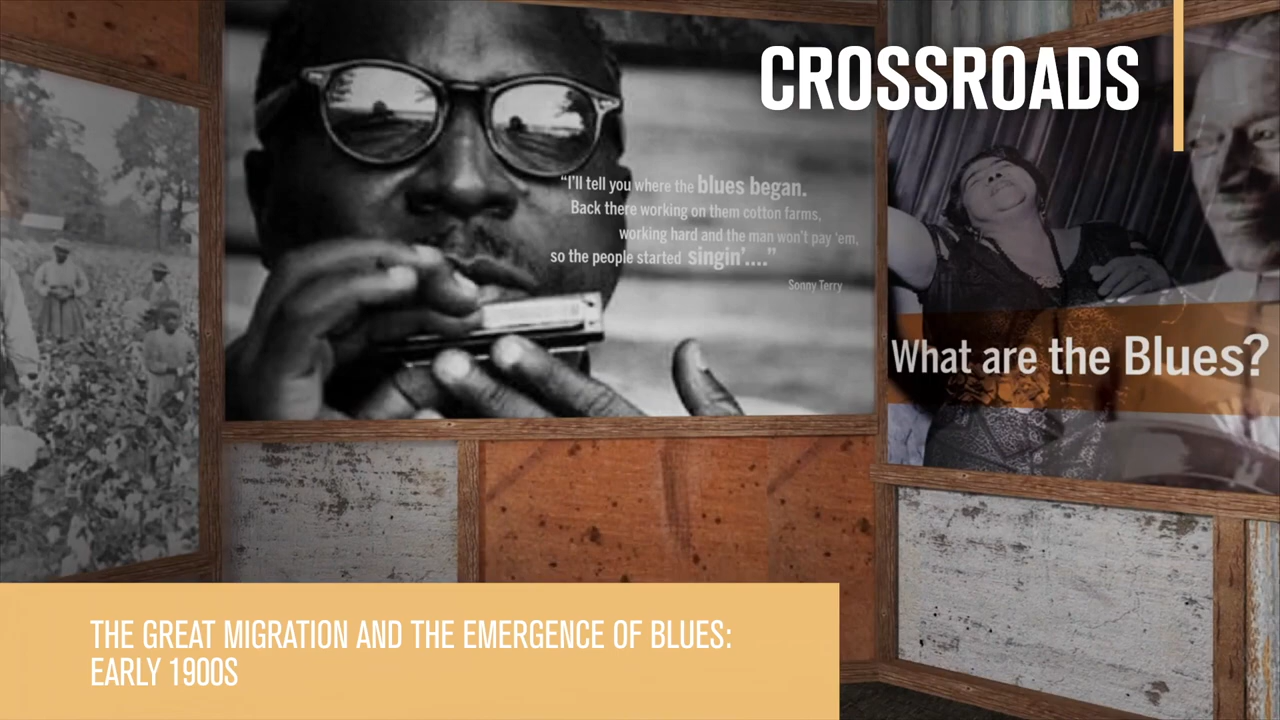 CROSSROADS
“I’ll tell you where the blues began.
Back there working on them cotton farms,
working hard and the man won’t pay ’em,
so the people started singin’....”
Sonny Terry
What are the Blues?
THE GREAT MIGRATION AND THE EMERGENCE OF BLUES:
EARLY 1900S